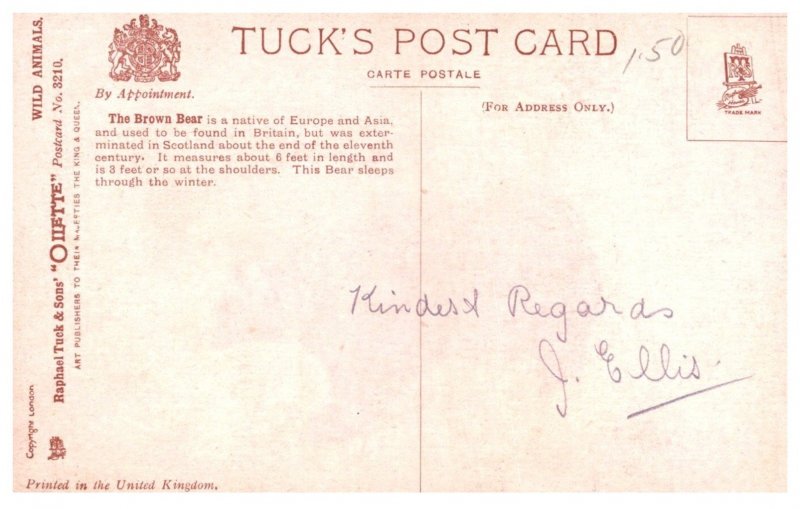 TUCK'S POST CARD
CARTE POSTALE
1.50
(FOR ADDRESS ONLY.)
TRADE MARK
By Appointment.
The Brown Bear is a native of Europe and Asia,
and used to be found in Britain, but was exter-
minated in Scotland about the end of the eleventh
century. It measures about 6 feet in length and
is 3 feet or so at the shoulders. This Bear sleeps
through the winter.
WILD ANIMALS.
Raphael Tuck & Sons' "OILETTE" Postcard No. 3210.
ART PUBLISHERS TO THEIR MAJESTIES THE KING & QUEEN.
Copyright London
Kindest Regards
J. Ellis.
Printed in the United Kingdom.